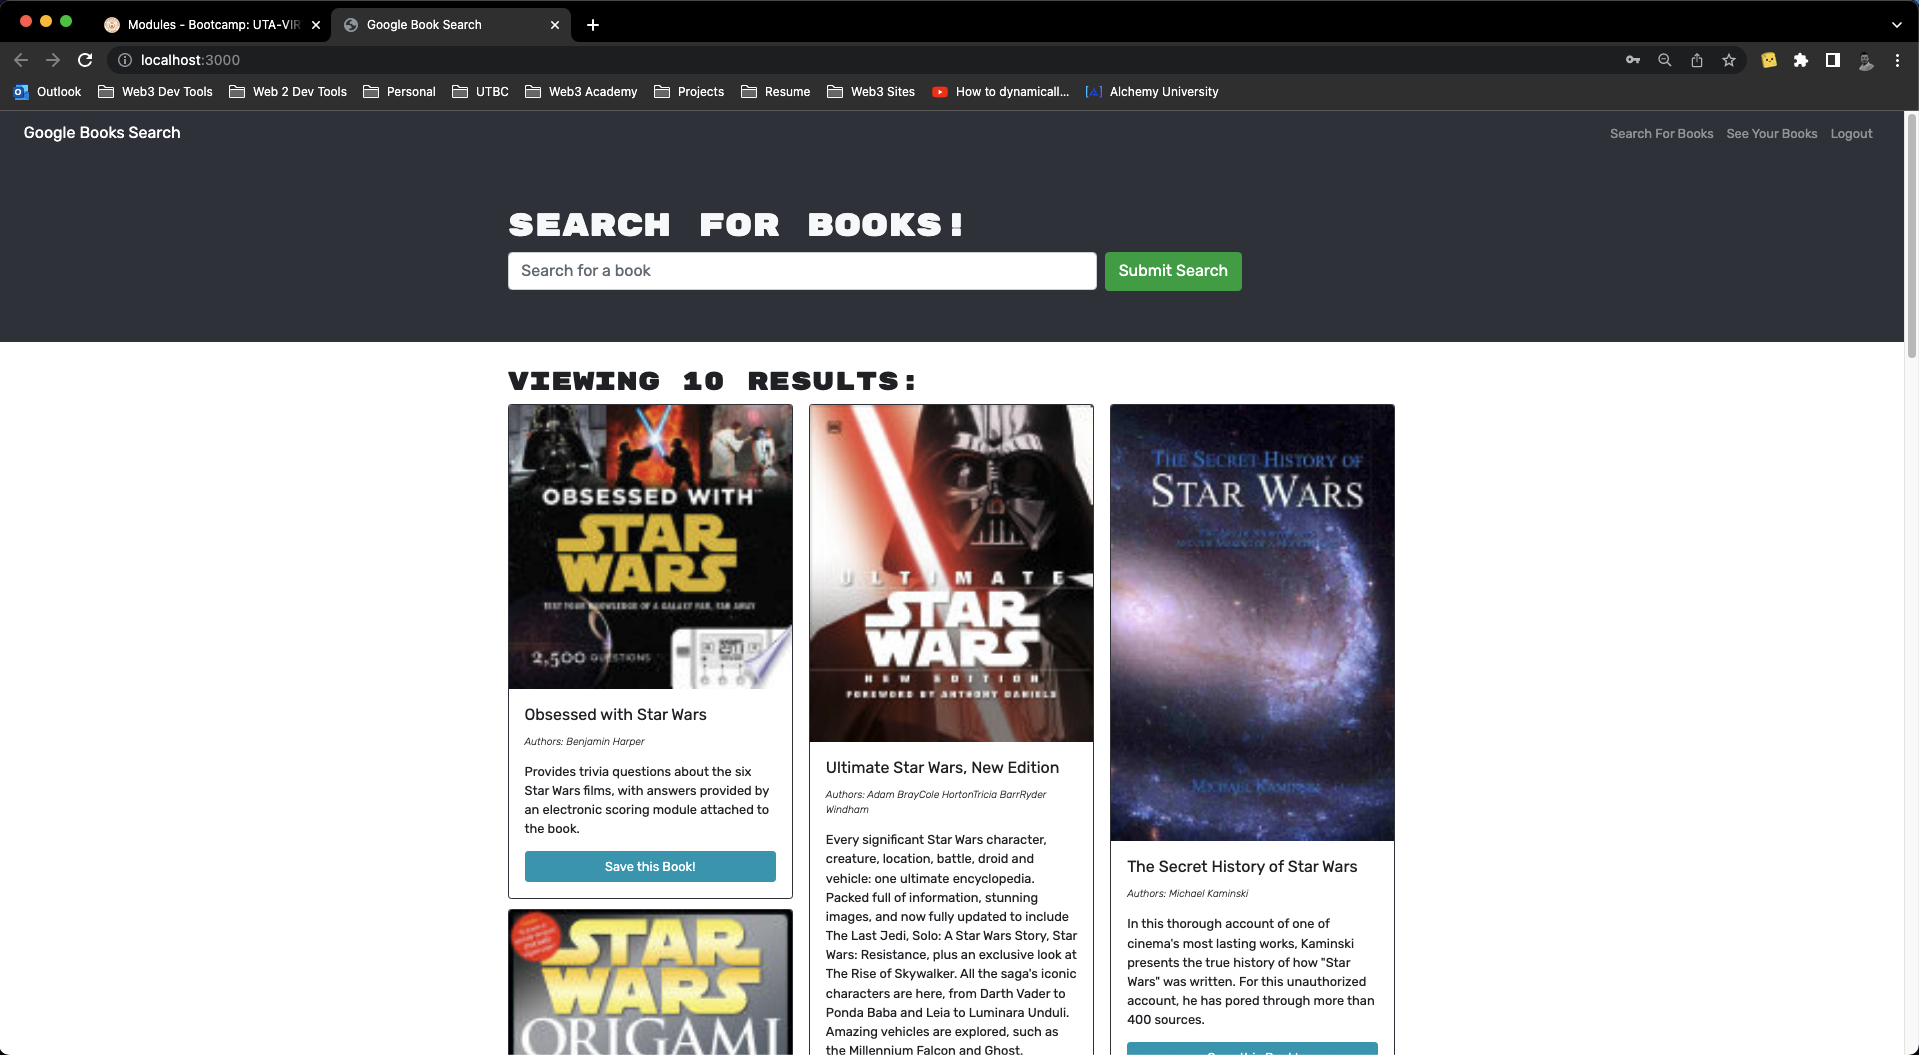 Modules - Bootcamp: UTA-VIR
Google Book Search
localhost:3000
Outlook
Web3 Dev Tools
Web 2 Dev Tools
Personal
UTBC
Web3 Academy
Projects
Resume
Web3 Sites
How to dynamicall...
Alchemy University
Google Books Search
Search For Books
See Your Books
Logout
SEARCH FOR BOOKS!
Search for a book
Submit Search
VIEWING 10 RESULTS:
OBSESSED WITH
STAR
WARS
TEST YOUR KNOWLEDGE OF A GALAXY FAR, FAR AWAY
2,500 QUESTIONS
Obsessed with Star Wars
Authors: Benjamin Harper
Provides trivia questions about the six
Star Wars films, with answers provided by
an electronic scoring module attached to
the book.
Save this Book!
STAR
WARS
ORIGAMI
ULTIMATE
STAR
WARS
NEW EDITION
FOREWORD BY ANTHONY DANIELS
Ultimate Star Wars, New Edition
Authors: Adam BrayCole HortonTricia BarrRyder
Windham
Every significant Star Wars character,
creature, location, battle, droid and
vehicle: one ultimate encyclopedia.
Packed full of information, stunning
images, and now fully updated to include
The Last Jedi, Solo: A Star Wars Story, Star
Wars: Resistance, plus an exclusive look at
The Rise of Skywalker. All the saga's iconic
characters are here, from Darth Vader to
Ponda Baba and Leia to Luminara Unduli.
Amazing vehicles are explored, such as
the Millennium Falcon and Ghost.
THE SECRET HISTORY OF
STAR WARS
MICHAEL KAMINSKI
The Secret History of Star Wars
Authors: Michael Kaminski
In this thorough account of one of
cinema's most lasting works, Kaminski
presents the true history of how "Star
Wars" was written. For this unauthorized
account, he has pored through more than
400 sources.